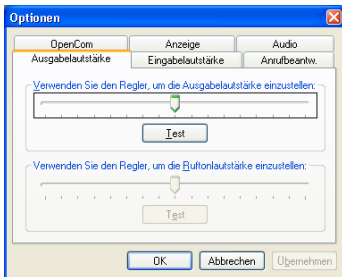 Optionen
OpenCom Anzeige Audio
Ausgabelautstärke Eingabelautstärke Anrufbeantw.
Verwenden Sie den Regler, um die Ausgabelautstärke einzustellen:
Test
Verwenden Sie den Regler, um die Ruftonlautstärke einzustellen:
Test
OK Abbrechen Übernehmen